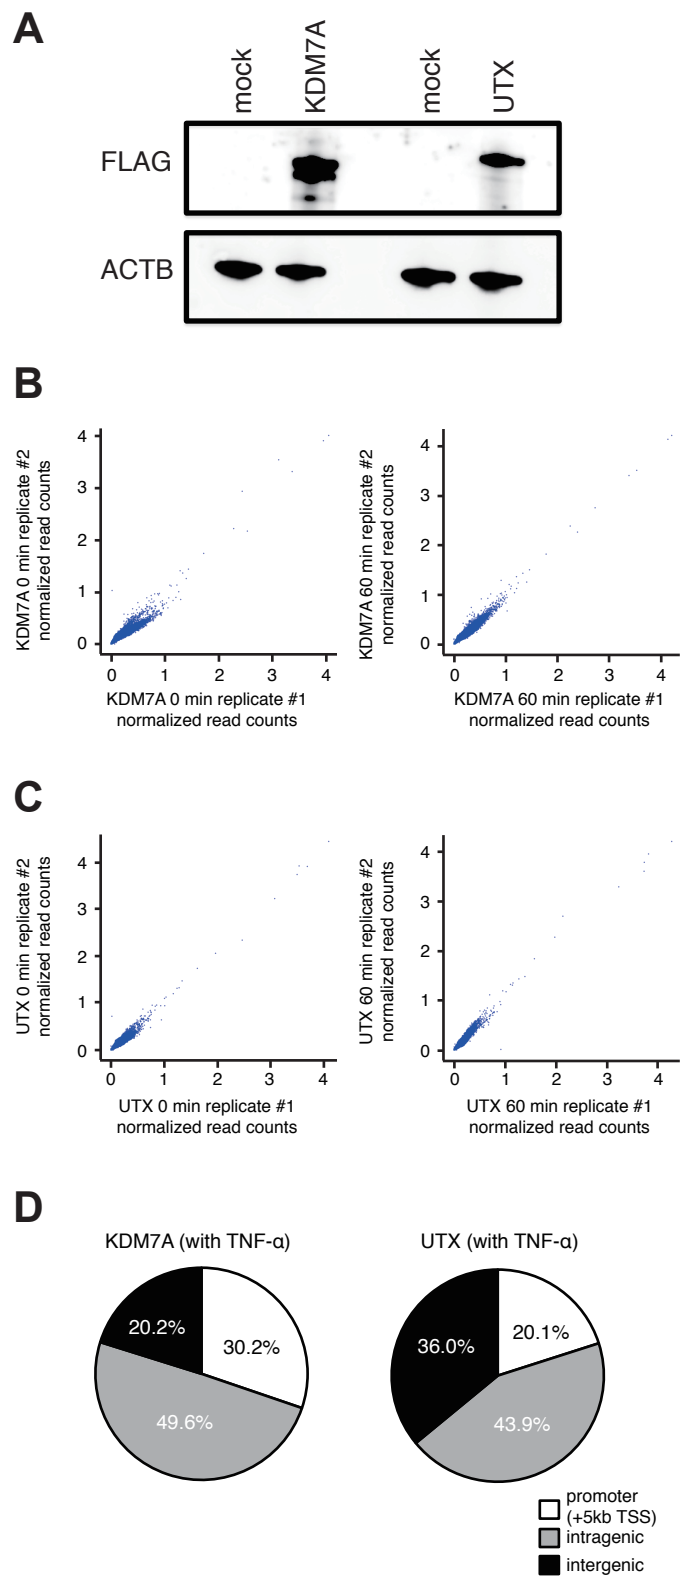 A
mock
KDM7A
mock
UTX
FLAG
ACTB
B
KDM7A 0 min replicate #2
normalized read counts
4
3
2
1
0
0 1 2 3 4
KDM7A 0 min replicate #1
normalized read counts
KDM7A 60 min replicate #2
normalized read counts
4
3
2
1
0
0 1 2 3 4
KDM7A 60 min replicate #1
normalized read counts
C
UTX 0 min replicate #2
normalized read counts
4
3
2
1
0
0 1 2 3 4
UTX 0 min replicate #1
normalized read counts
UTX 60 min replicate #2
normalized read counts
4
3
2
1
0
0 1 2 3 4
UTX 60 min replicate #1
normalized read counts
D
KDM7A (with TNF-α)
20.2%
30.2%
49.6%
UTX (with TNF-α)
36.0%
20.1%
43.9%
promoter
(+5kb TSS)
intragenic
intergenic